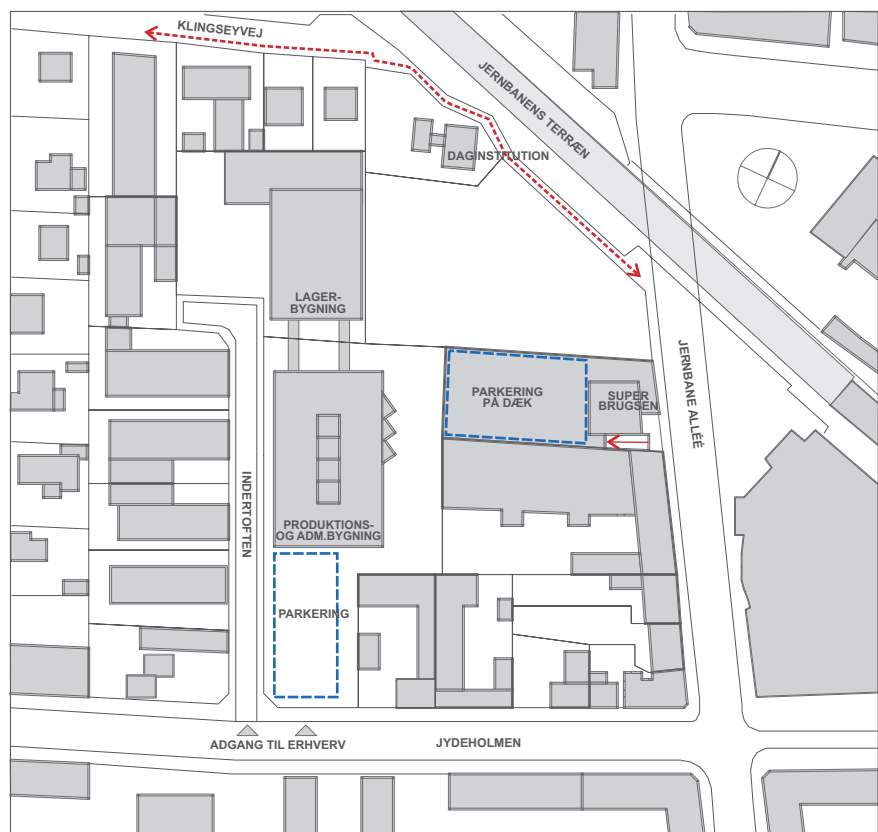 KLINGSEYVEJ
JERNBANENS TERRÆN
DAGINSTITUTION
LAGER-
BYGNING
JERNBANE ALLÉÉ
PARKERING
PÅ DÆK
SUPER
BRUGSEN
INDERTOFTEN
PRODUKTIONS-
OG ADM.BYGNING
PARKERING
ADGANG TIL ERHVERV
JYDEHOLMEN